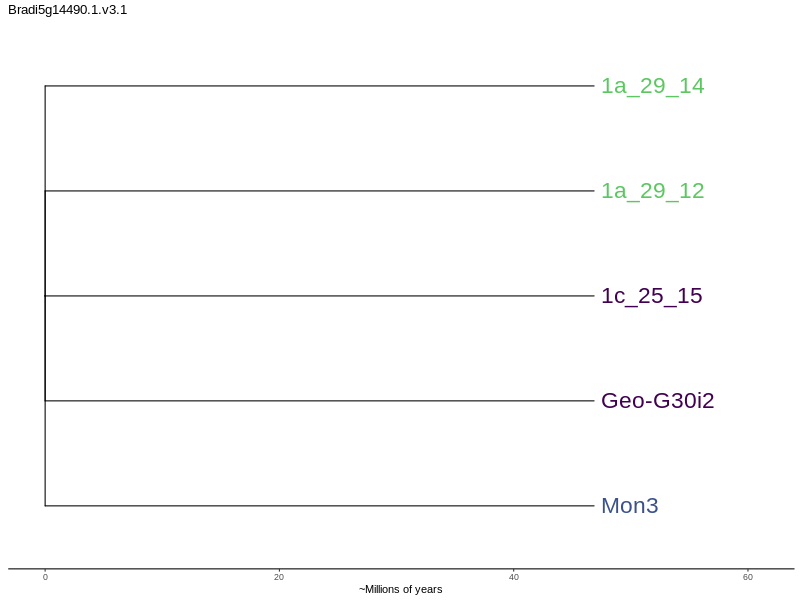 Bradi5g14490.1.v3.1
1a_29_14
1a_29_12
1c_25_15
Geo-G30i2
Mon3
0 20 40 60
~Millions of years